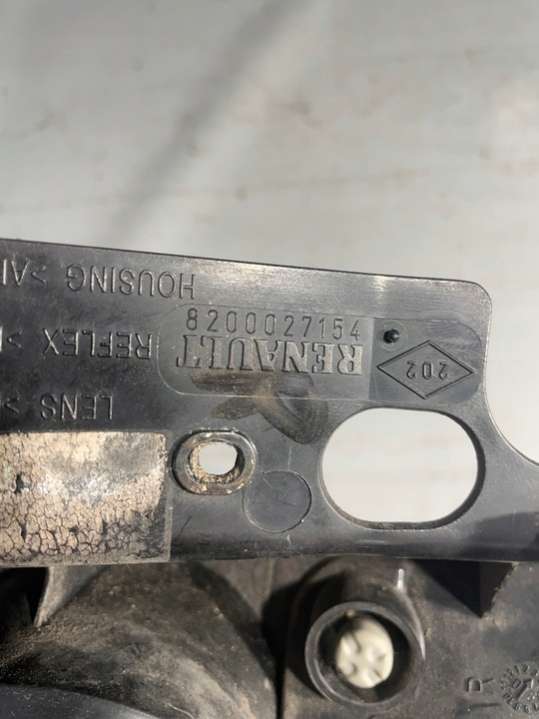 8200027154
RENAULT
202
HOUSING >A
REFLEX >
LENS >
R